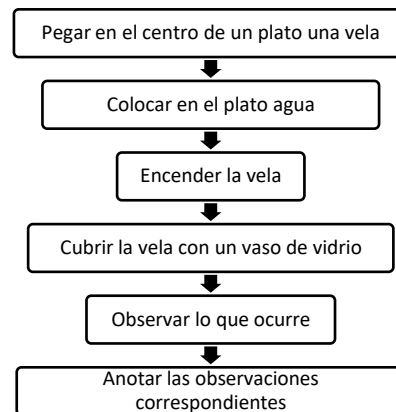 Pegar en el centro de un plato una vela
Colocar en el plato agua
Encender la vela
Cubrir la vela con un vaso de vidrio
Observar lo que ocurre
Anotar las observaciones
correspondientes